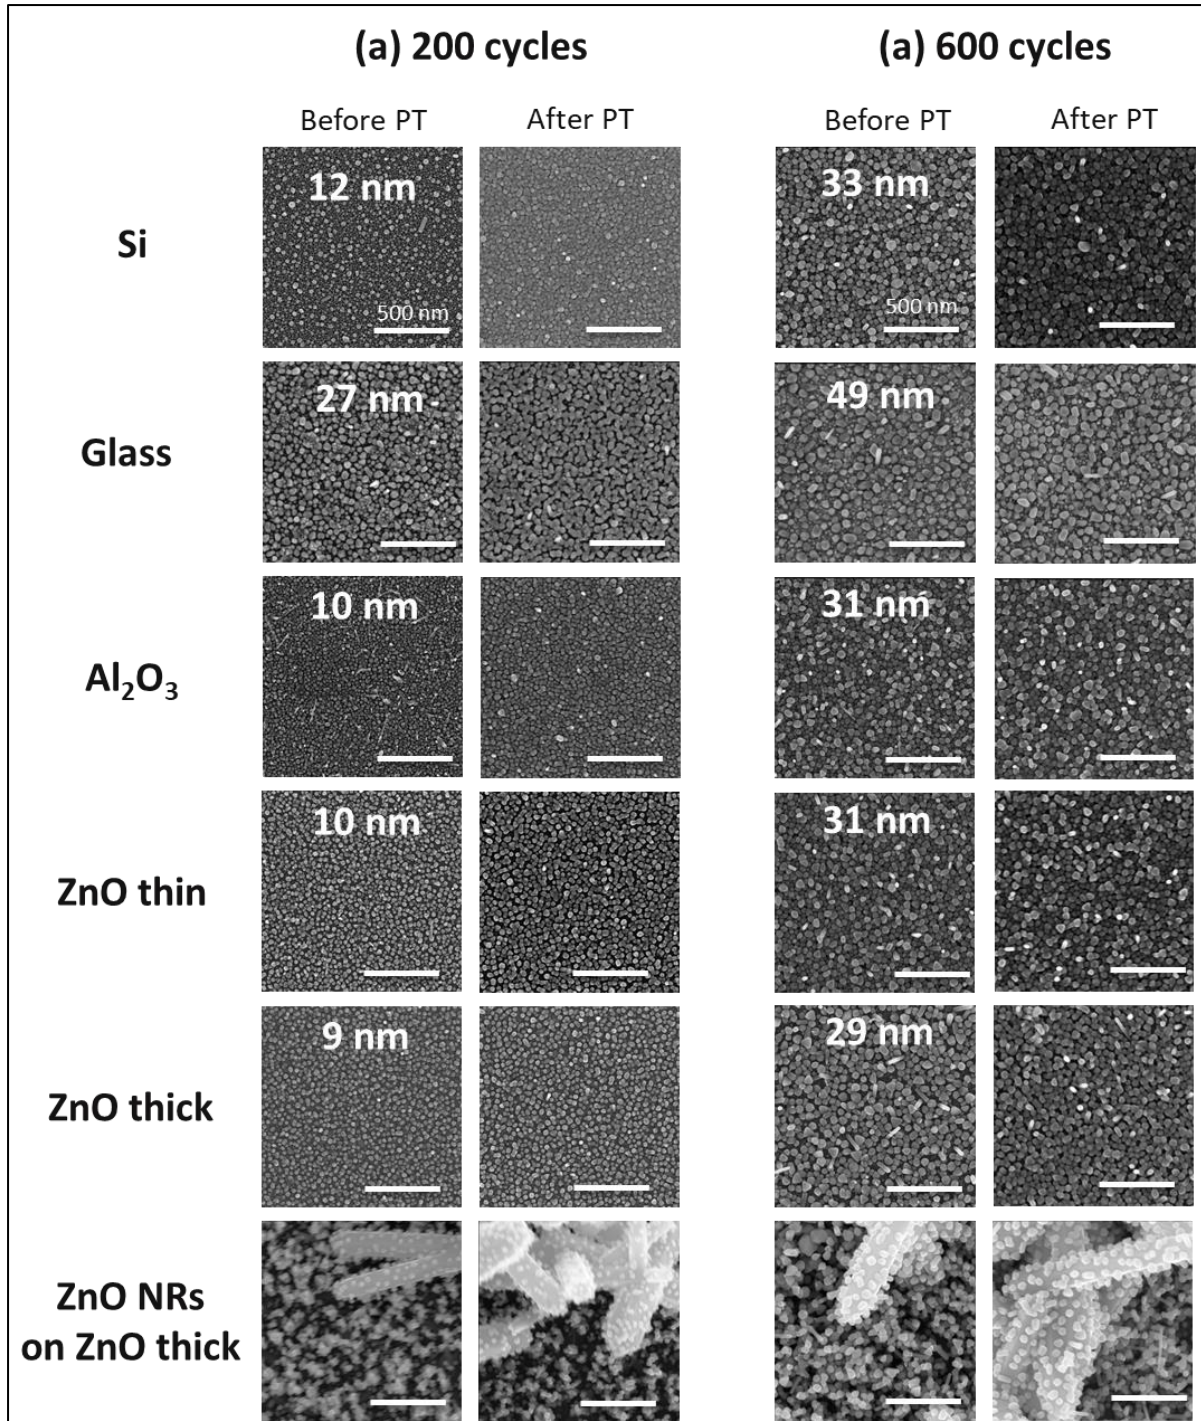 (a) 200 cycles (a) 600 cycles
Before PT After PT Before PT After PT
Si 12 nm 33 nm
500 nm 500 nm
Glass 27 nm 49 nm
Al₂O₃ 10 nm 31 nm
ZnO thin 10 nm 31 nm
ZnO thick 9 nm 29 nm
ZnO NRs
on ZnO thick